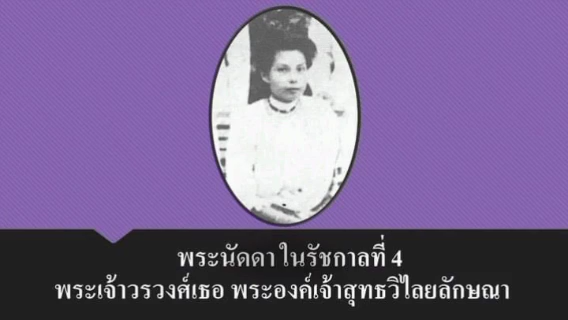 พระนัดดา ในรัชกาลที่ 4
พระเจ้าวรวงศ์เธอ พระองค์เจ้าสุทธวิไลยลักษณา